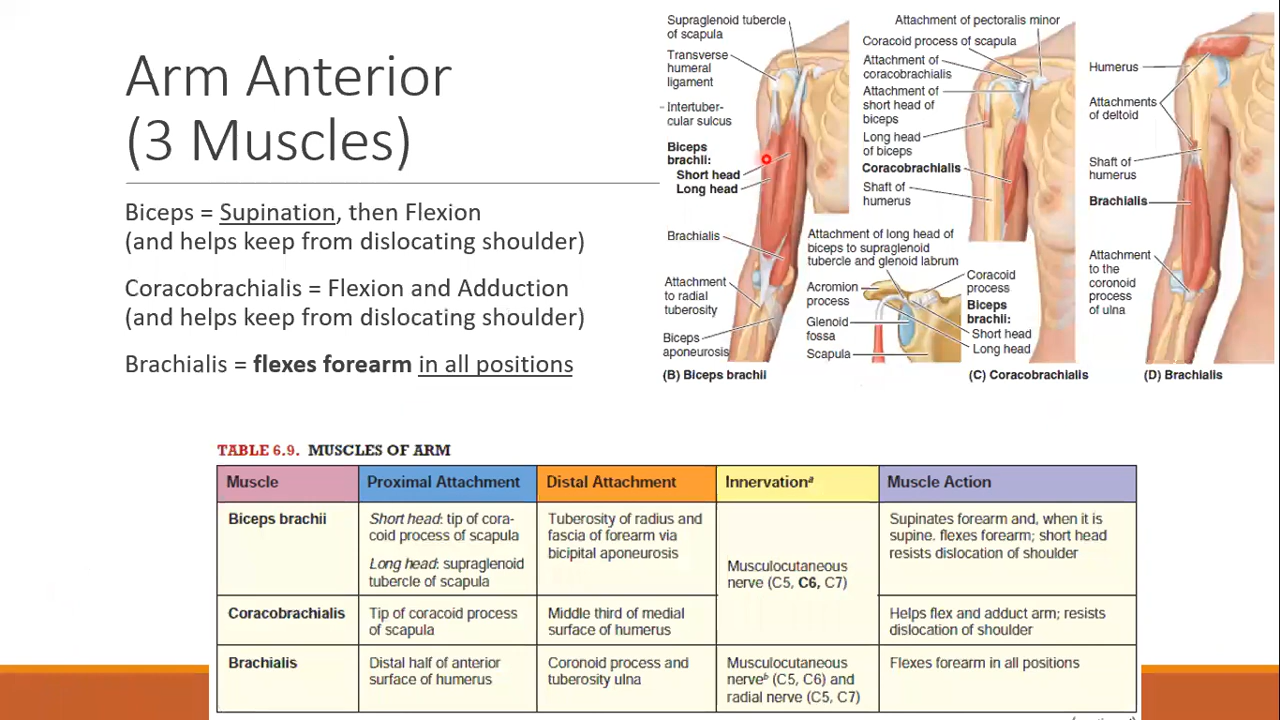 Arm Anterior
(3 Muscles)
Biceps = Supination, then Flexion
(and helps keep from dislocating shoulder)
Coracobrachialis = Flexion and Adduction
(and helps keep from dislocating shoulder)
Brachialis = flexes forearm in all positions
Supraglenoid tubercle
of scapula
Transverse
humeral
ligament
Intertuber-
cular sulcus
Biceps
brachii:
Short head
Long head
Brachialis
Attachment
to radial
tuberosity
Biceps
aponeurosis
(B) Biceps brachii
Attachment of pectoralis minor
Coracoid process of scapula
Attachment of
coracobrachialis
Attachment of
short head of
biceps
Long head
of biceps
Coracobrachialis
Shaft of
humerus
Attachment of long head of
biceps to supraglenoid
tubercle and glenoid labrum
Acromion
process
Glenoid
fossa
Scapula
Coracoid
process
Biceps
brachii:
Short head
Long head
(C) Coracobrachialis
Humerus
Attachments
of deltoid
Shaft of
humerus
Brachialis
Attachment
to the
coronoid
process
of ulna
(D) Brachialis
TABLE 6.9. MUSCLES OF ARM
Muscle Proximal Attachment Distal Attachment Innervationᵃ Muscle Action
Biceps brachii
Short head: tip of cora-
coid process of scapula
Long head: supraglenoid
tubercle of scapula
Tuberosity of radius and
fascia of forearm via
bicipital aponeurosis
Musculocutaneous
nerve (C5, C6, C7)
Supinates forearm and, when it is
supine. flexes forearm; short head
resists dislocation of shoulder
Coracobrachialis
Tip of coracoid process
of scapula
Middle third of medial
surface of humerus
Helps flex and adduct arm; resists
dislocation of shoulder
Brachialis
Distal half of anterior
surface of humerus
Coronoid process and
tuberosity ulna
Musculocutaneous
nerveᵇ (C5, C6) and
radial nerve (C5, C7)
Flexes forearm in all positions